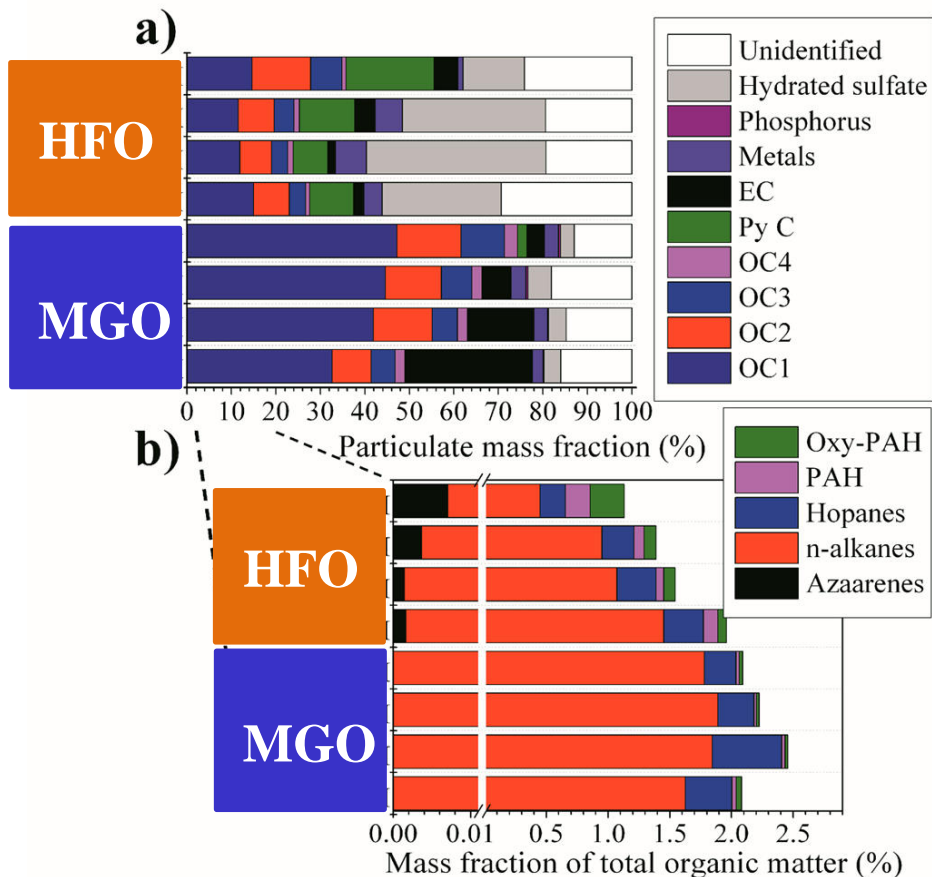 a)
HFO
MGO
0 10 20 30 40 50 60 70 80 90 100
Particulate mass fraction (%)
Unidentified
Hydrated sulfate
Phosphorus
Metals
EC
Py C
OC4
OC3
OC2
OC1
b)
HFO
MGO
0.00 0.01 0.5 1.0 1.5 2.0 2.5
Mass fraction of total organic matter (%)
Oxy-PAH
PAH
Hopanes
n-alkanes
Azaarenes